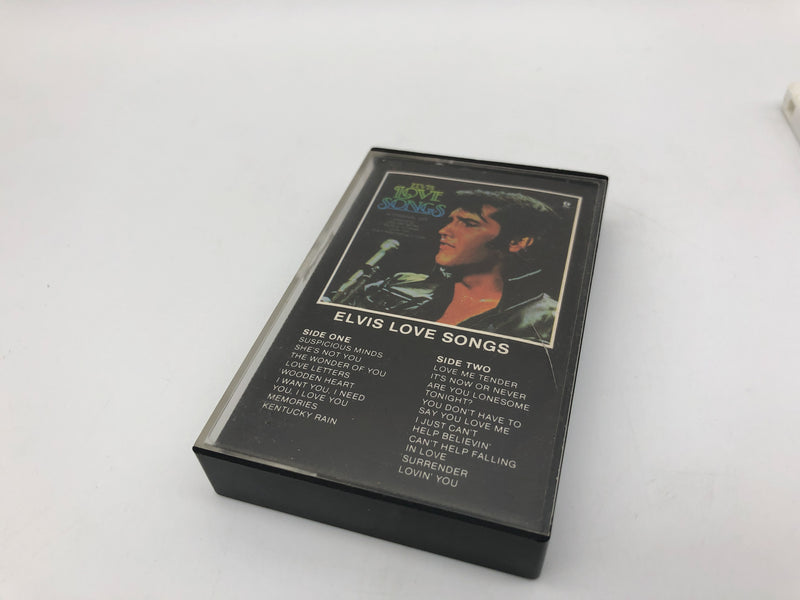 ELVIS
LOVE
SONGS
ELVIS LOVE SONGS
SIDE ONE
SUSPICIOUS MINDS
SHE'S NOT YOU
THE WONDER OF YOU
LOVE LETTERS
WOODEN HEART
I WANT YOU, I NEED
YOU, I LOVE YOU
MEMORIES
KENTUCKY RAIN
SIDE TWO
LOVE ME TENDER
IT'S NOW OR NEVER
ARE YOU LONESOME
TONIGHT?
YOU DON'T HAVE TO
SAY YOU LOVE ME
I JUST CAN'T
HELP BELIEVIN'
CAN'T HELP FALLING
IN LOVE
SURRENDER
LOVIN' YOU